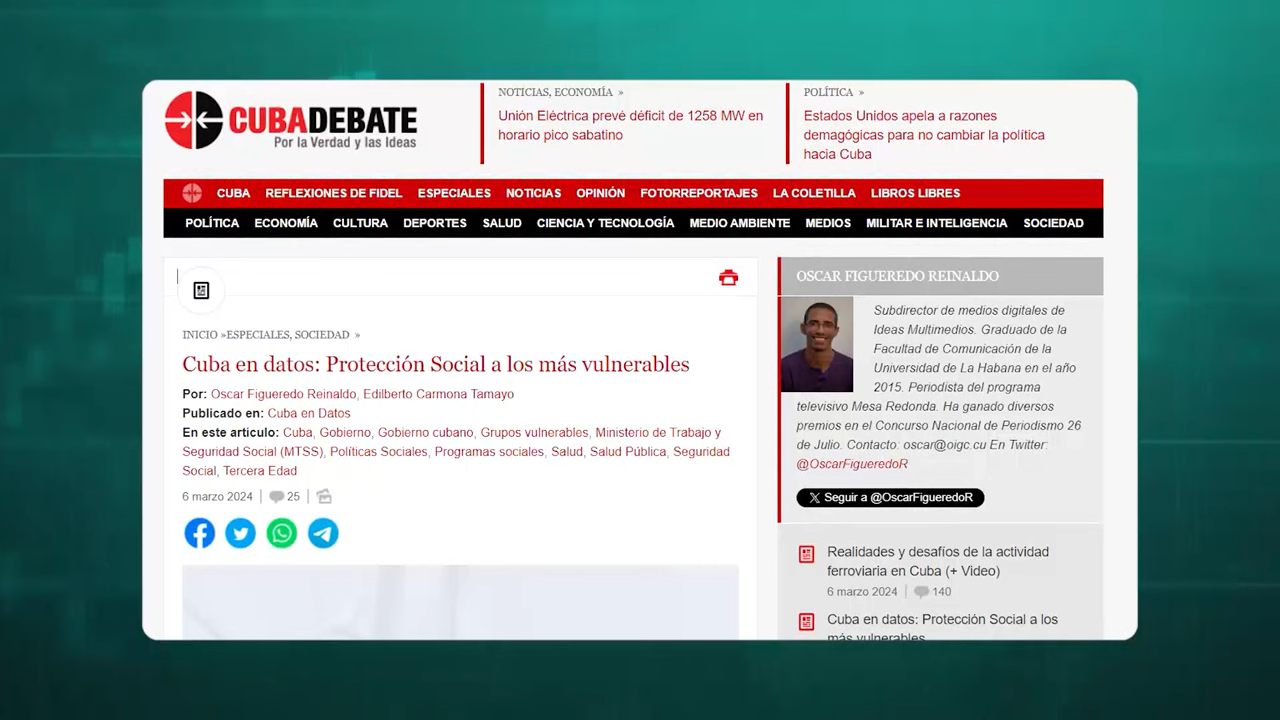 CUBADEBATE
Por la Verdad y las Ideas
NOTICIAS, ECONOMÍA »
Unión Eléctrica prevé déficit de 1258 MW en
horario pico sabatino
POLÍTICA »
Estados Unidos apela a razones
demagógicas para no cambiar la política
hacia Cuba
CUBA REFLEXIONES DE FIDEL ESPECIALES NOTICIAS OPINIÓN FOTORREPORTAJES LA COLETILLA LIBROS LIBRES
POLÍTICA ECONOMÍA CULTURA DEPORTES SALUD CIENCIA Y TECNOLOGÍA MEDIO AMBIENTE MEDIOS MILITAR E INTELIGENCIA SOCIEDAD
INICIO »ESPECIALES, SOCIEDAD »
Cuba en datos: Protección Social a los más vulnerables
Por: Oscar Figueredo Reinaldo, Edilberto Carmona Tamayo
Publicado en: Cuba en Datos
En este artículo: Cuba, Gobierno, Gobierno cubano, Grupos vulnerables, Ministerio de Trabajo y
Seguridad Social (MTSS), Políticas Sociales, Programas sociales, Salud, Salud Pública, Seguridad
Social, Tercera Edad
6 marzo 2024 | 25 |
OSCAR FIGUEREDO REINALDO
Subdirector de medios digitales de
Ideas Multimedios. Graduado de la
Facultad de Comunicación de la
Universidad de La Habana en el año
2015. Periodista del programa
televisivo Mesa Redonda. Ha ganado diversos
premios en el Concurso Nacional de Periodismo 26
de Julio. Contacto: oscar@oigc.cu En Twitter:
@OscarFigueredoR
Seguir a @OscarFigueredoR
Realidades y desafíos de la actividad
ferroviaria en Cuba (+ Video)
6 marzo 2024 | 140
Cuba en datos: Protección Social a los
más vulnerables